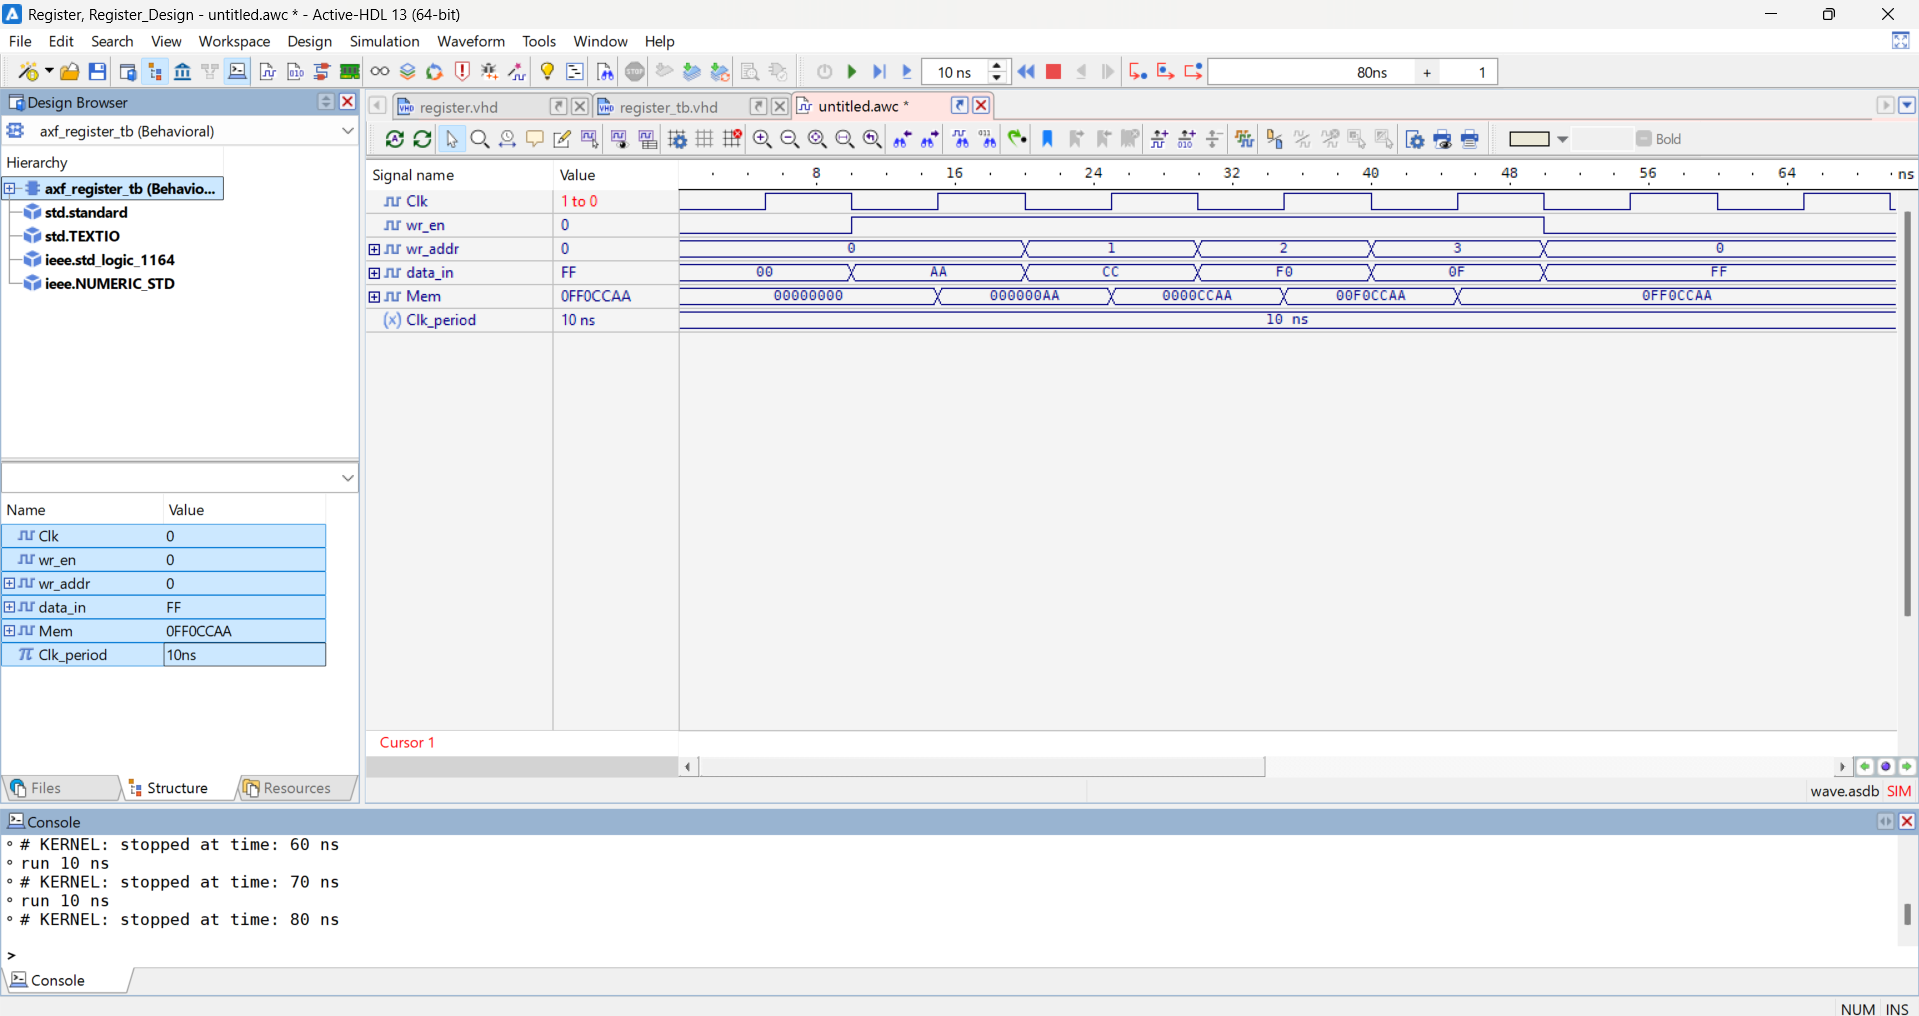 Register, Register_Design - untitled.awc * - Active-HDL 13 (64-bit)
File Edit Search View Workspace Design Simulation Waveform Tools Window Help
10 ns 80ns + 1
Design Browser
axf_register_tb (Behavioral)
Hierarchy
axf_register_tb (Behavio...
std.standard
std.TEXTIO
ieee.std_logic_1164
ieee.NUMERIC_STD
Name Value
Clk 0
wr_en 0
wr_addr 0
data_in FF
Mem 0FF0CCAA
Clk_period 10ns
Files Structure Resources
register.vhd register_tb.vhd untitled.awc *
Bold
Signal name Value 8 16 24 32 40 48 56 64 ns
Clk 1 to 0
wr_en 0
wr_addr 0 0 1 2 3 0
data_in FF 00 AA CC F0 0F FF
Mem 0FF0CCAA 00000000 000000AA 0000CCAA 00F0CCAA 0FF0CCAA
Clk_period 10 ns 10 ns
Cursor 1
wave.asdb SIM
Console
# KERNEL: stopped at time: 60 ns
run 10 ns
# KERNEL: stopped at time: 70 ns
run 10 ns
# KERNEL: stopped at time: 80 ns
>
Console
NUM INS